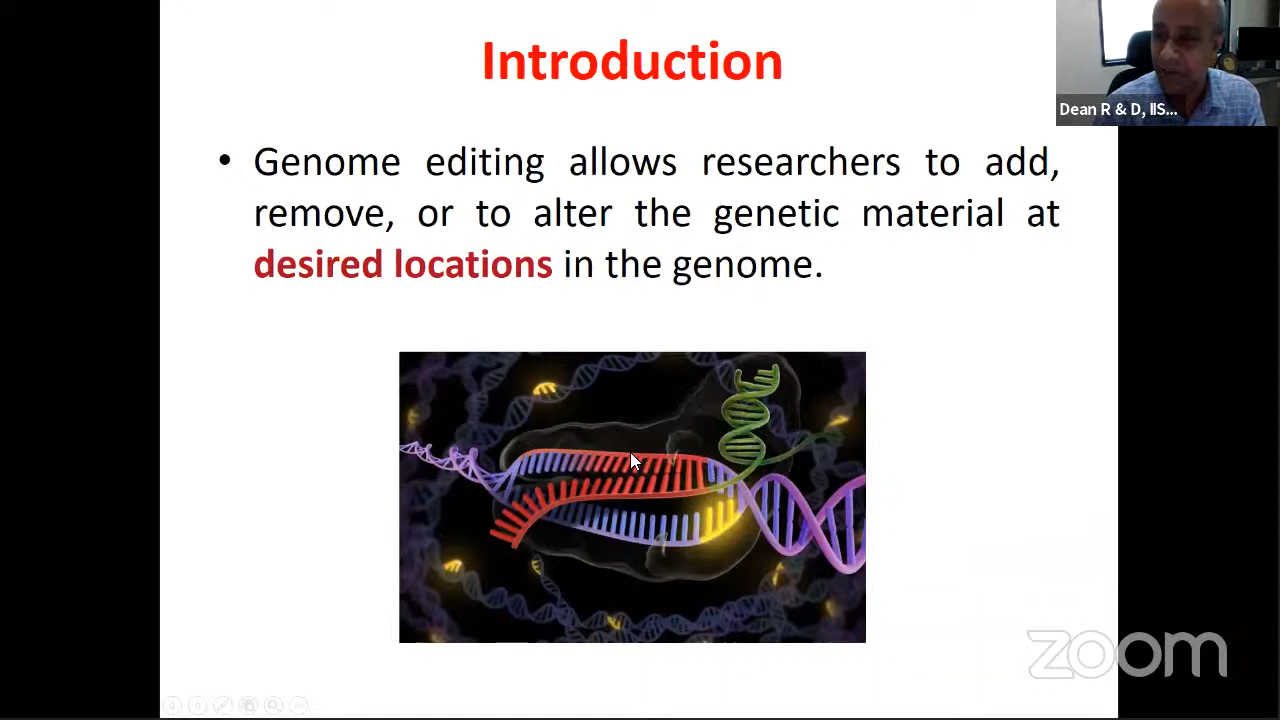 Introduction
Dean R & D, IIS...
• Genome editing allows researchers to add,
remove, or to alter the genetic material at
desired locations in the genome.
zoom